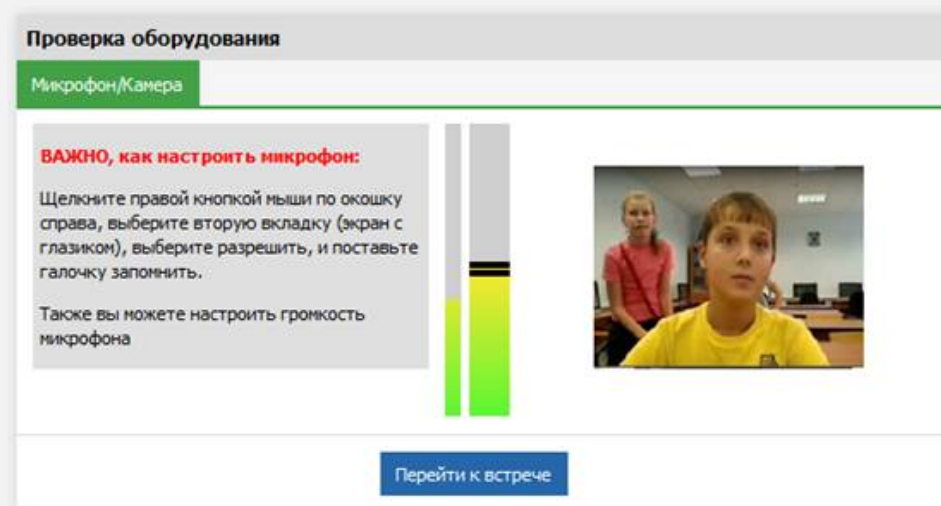 Проверка оборудования
Микрофон/Камера
ВАЖНО, как настроить микрофон:
Щелкните правой кнопкой мыши по окошку
справа, выберите вторую вкладку (экран с
глазиком), выберите разрешить, и поставьте
галочку запомнить.
Также вы можете настроить громкость
микрофона
Перейти к встрече